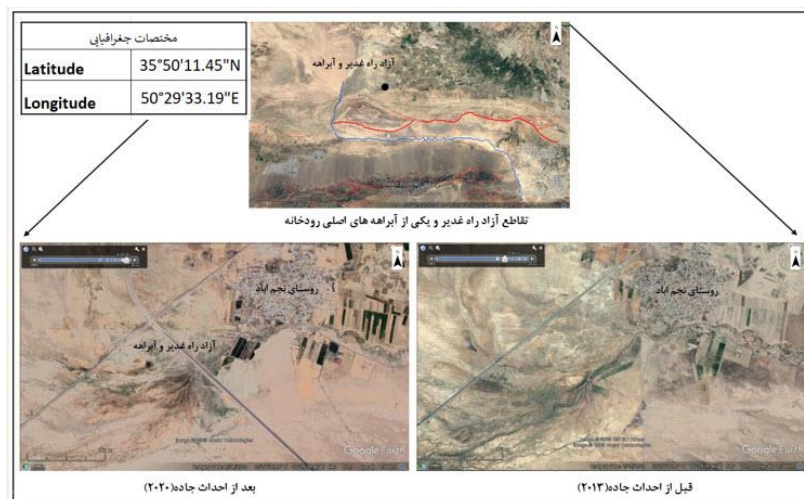 مختصات جغرافیایی
Latitude 35°50'11.45"N
Longitude 50°29'33.19"E
آزاد راه غدیر و آبراهه
تقاطع آزاد راه غدیر و یکی از آبراهه های اصلی رودخانه
روستای نجم آباد
روستای نجم آباد
آزاد راه غدیر و آبراهه
Google Earth
Google Earth
قبل از احداث جاده(۲۰۱۳)
بعد از احداث جاده(۲۰۲۰)